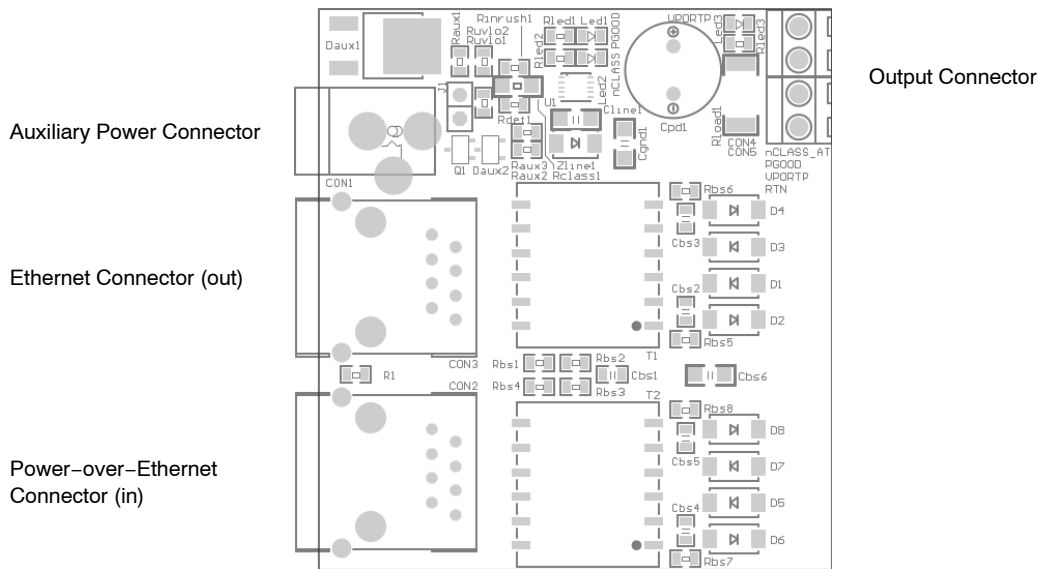 Auxiliary Power Connector
Ethernet Connector (out)
Power−over−Ethernet
Connector (in)
Output Connector
Daux1
Raux1
Ruvlo2
Ruvlo1
Rinrush1
Rled1
Led1
Rled2
PGOOD
nCLASS
Led2
VPORTP
Led3
Rled3
J1
U1
Rdet1
Cline1
Cpd1
Cgnd1
Rload1
CON4
CON5
nCLASS_AT
PGOOD
VPORTP
RTN
Q1
Daux2
Raux3
Raux2
Zline1
Rclass1
CON1
Rbs6
Cbs3
D4
D3
D1
Cbs2
D2
Rbs5
T1
CON3
Rbs1
Rbs2
R1
Cbs1
Cbs6
CON2
Rbs4
Rbs3
T2
Rbs8
Cbs5
D8
D7
D5
Cbs4
D6
Rbs7